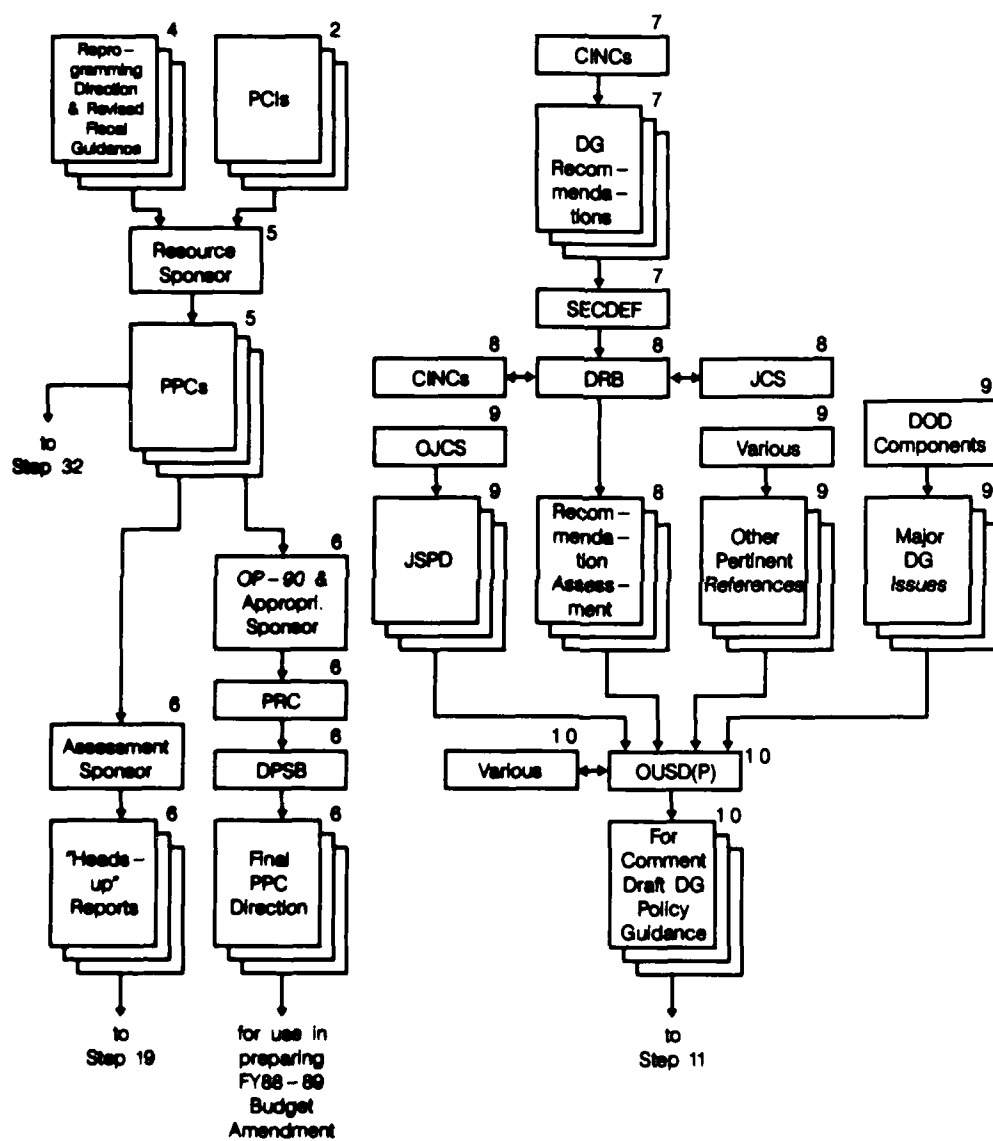 4
Repro-
gramming
Direction
& Revised
Fiscal
Guidance
2
PCIs
5
Resource
Sponsor
5
PPCs
to
Step 32
6
OP-90 &
Appropri.
Sponsor
6
PRC
6
DPSB
6
Final
PPC
Direction
for use in
preparing
FY88-89
Budget
Amendment
6
Assessment
Sponsor
6
"Heads-
up"
Reports
to
Step 19
7
CINCs
7
DG
Recom-
menda-
tions
7
SECDEF
8
CINCs
8
DRB
8
JCS
9
OJCS
9
JSPD
8
Recom-
menda-
tion
Assess-
ment
9
Various
9
Other
Pertinent
References
9
DOD
Components
9
Major
DG
Issues
10
Various
OUSD(P)
10
10
For
Comment
Draft DG
Policy
Guidance
to
Step 11